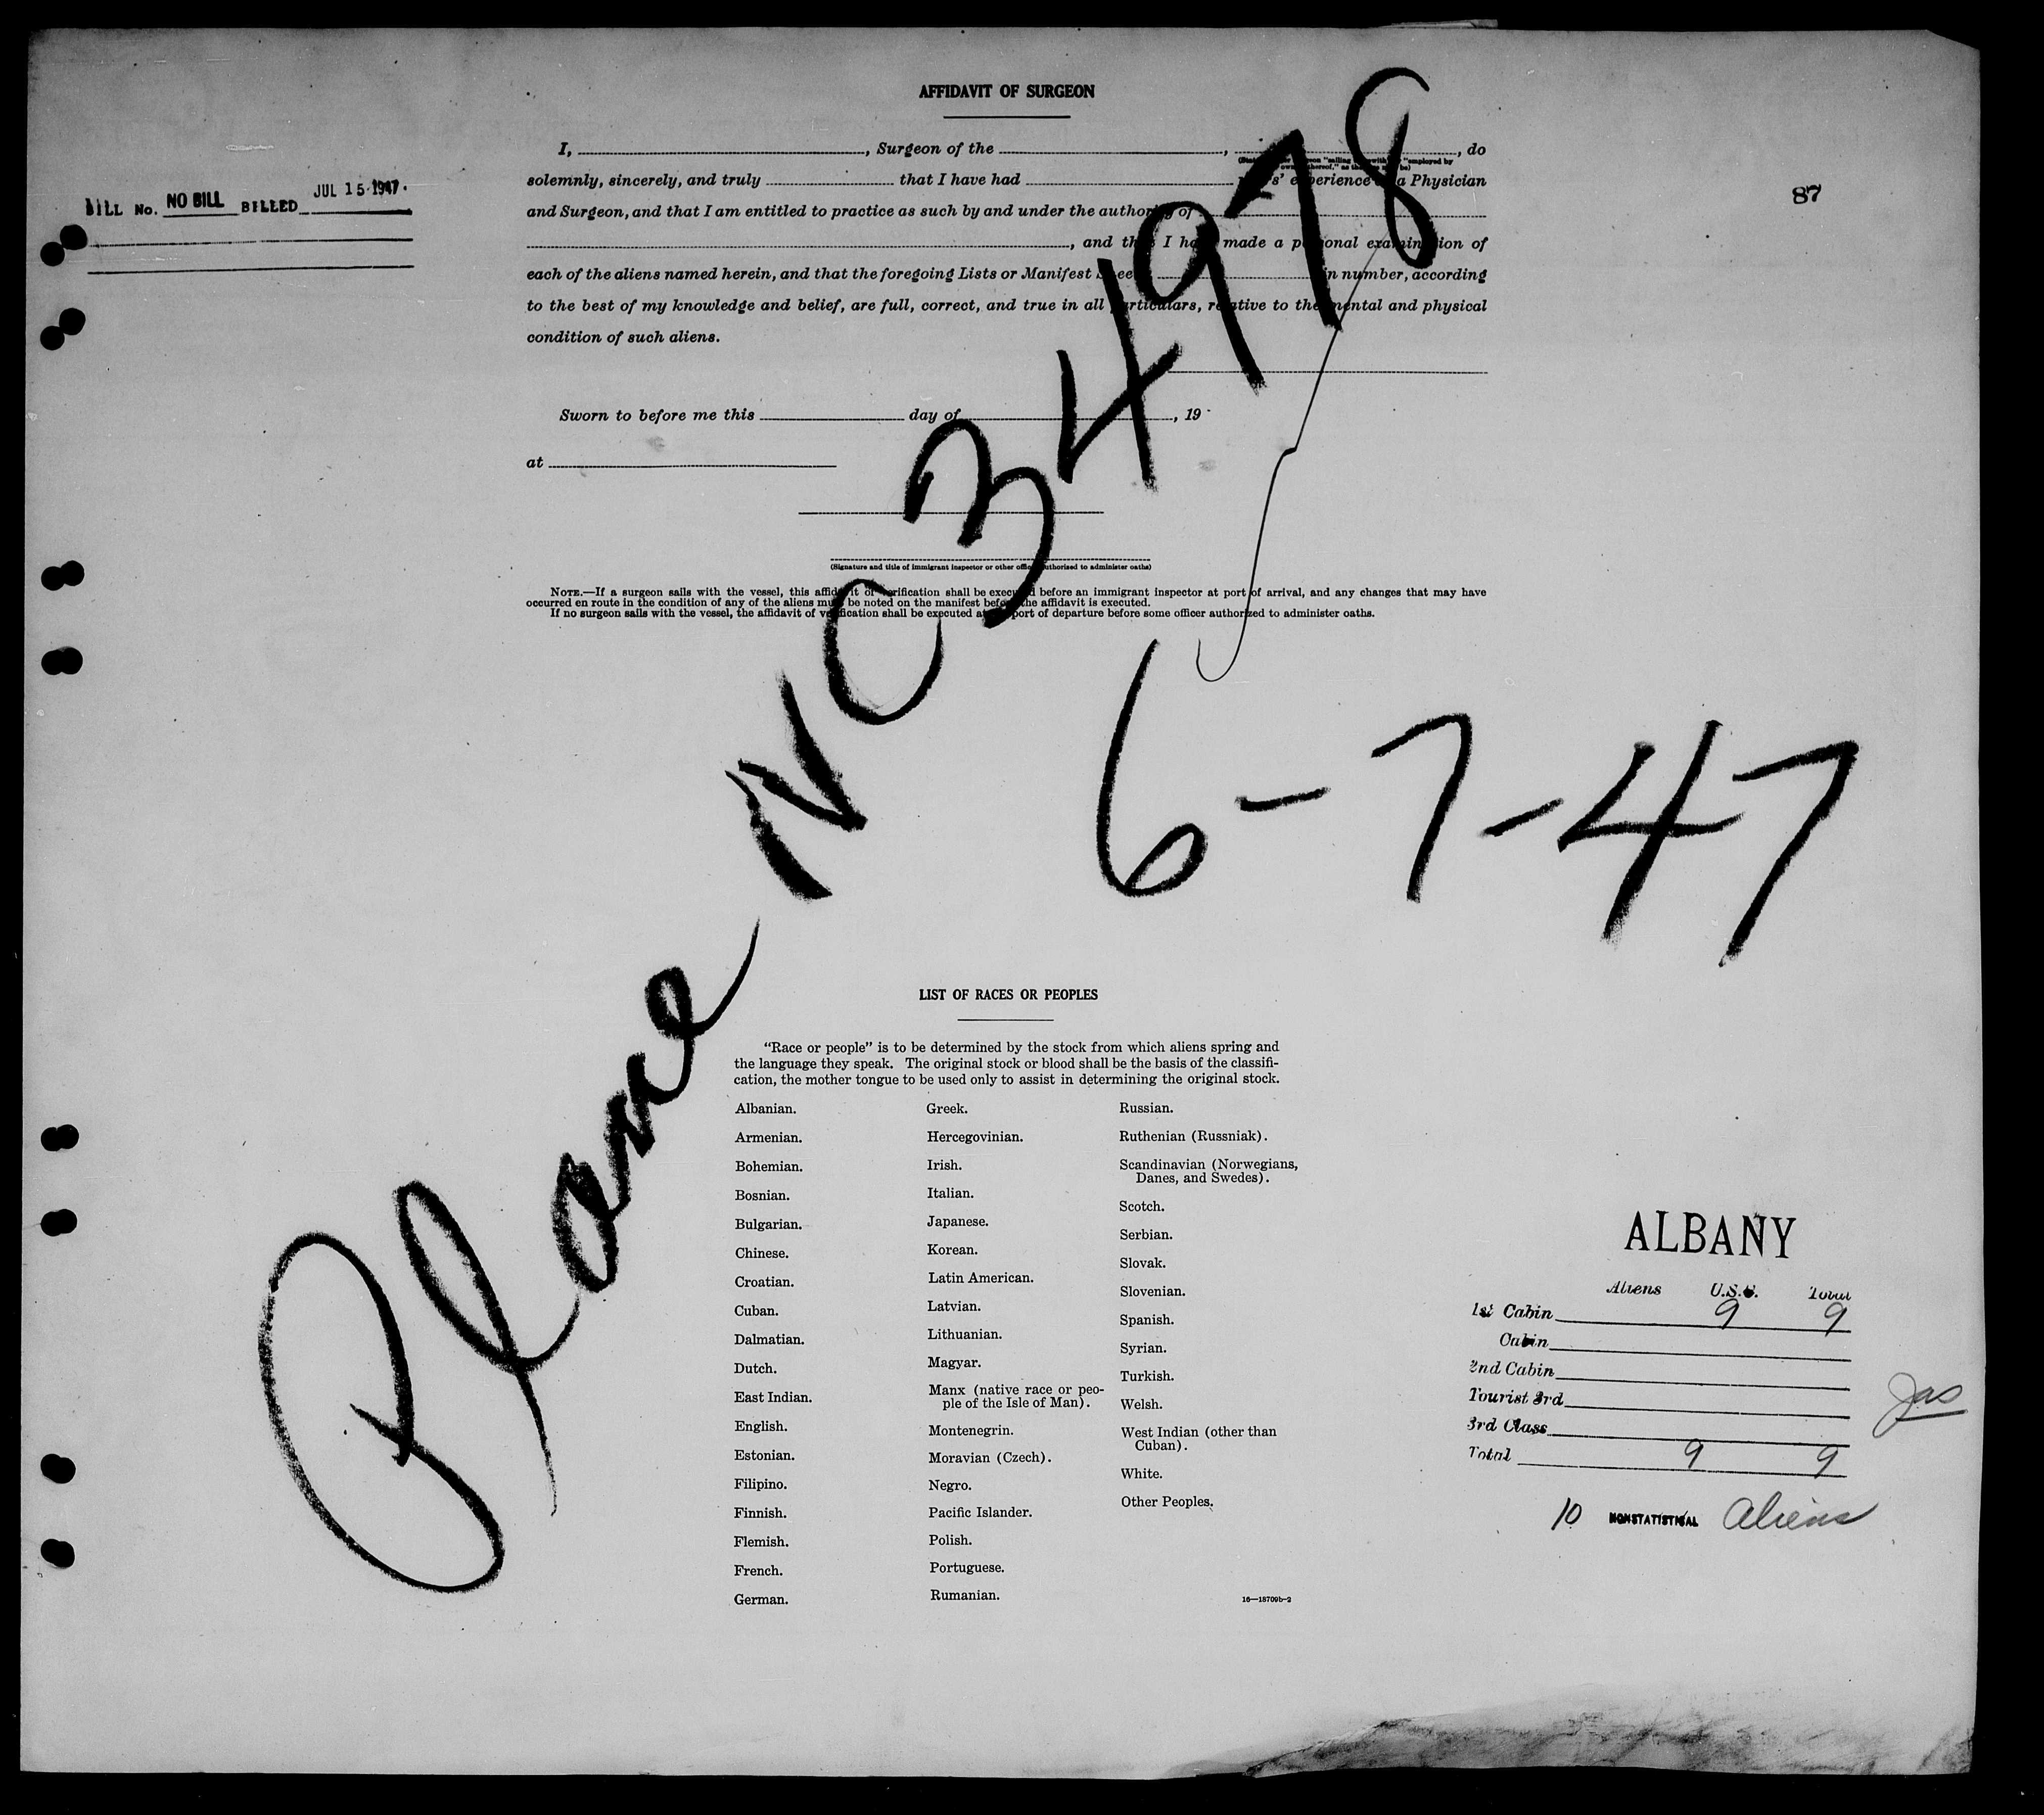 AFFIDAVIT OF SURGEON
I, , Surgeon of the , , do
solemnly, sincerely, and truly that I have had years' experience as a Physician
and Surgeon, and that I am entitled to practice as such by and under the authority of
, and that I have made a personal examination of
each of the aliens named herein, and that the foregoing Lists or Manifest Sheets, in number, according
to the best of my knowledge and belief, are full, correct, and true in all particulars, relative to the mental and physical
condition of such aliens.
BILL No. NO BILL BILLED JUL 15 1947
87
Sworn to before me this day of , 19
at
(Signature and title of immigrant inspector or other officer authorized to administer oaths)
NOTE.—If a surgeon sails with the vessel, this affidavit of verification shall be executed before an immigrant inspector at port of arrival, and any changes that may have
occurred en route in the condition of any of the aliens must be noted on the manifest before the affidavit is executed.
If no surgeon sails with the vessel, the affidavit of verification shall be executed at port of departure before some officer authorized to administer oaths.
Plane NC34978
6-7-47
LIST OF RACES OR PEOPLES
"Race or people" is to be determined by the stock from which aliens spring and
the language they speak. The original stock or blood shall be the basis of the classifi-
cation, the mother tongue to be used only to assist in determining the original stock.
Albanian.
Armenian.
Bohemian.
Bosnian.
Bulgarian.
Chinese.
Croatian.
Cuban.
Dalmatian.
Dutch.
East Indian.
English.
Estonian.
Filipino.
Finnish.
Flemish.
French.
German.
Greek.
Hercegovinian.
Irish.
Italian.
Japanese.
Korean.
Latin American.
Latvian.
Lithuanian.
Magyar.
Manx (native race or peo-
ple of the Isle of Man).
Montenegrin.
Moravian (Czech).
Negro.
Pacific Islander.
Polish.
Portuguese.
Rumanian.
Russian.
Ruthenian (Russniak).
Scandinavian (Norwegians,
Danes, and Swedes).
Scotch.
Serbian.
Slovak.
Slovenian.
Spanish.
Syrian.
Turkish.
Welsh.
West Indian (other than
Cuban).
White.
Other Peoples.
16—18709b-2
ALBANY
Aliens U.S.C. Total
1st Cabin 9 9
Cabin
2nd Cabin
Tourist 3rd
3rd Class
Total 9 9
10 NONSTATISTICAL Aliens